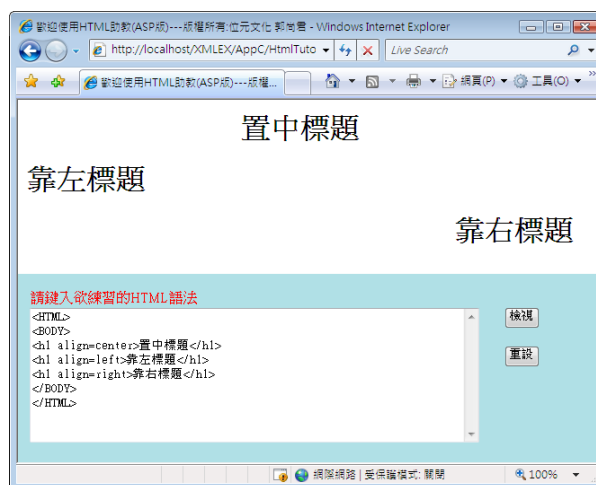 歡迎使用HTML助教(ASP版)---版權所有:位元文化 郭尚君 - Windows Internet Explorer
http://localhost/XMLEX/AppC/HtmlTuto
Live Search
歡迎使用HTML助教(ASP版)---版權...
網頁(P)
工具(O)
置中標題
靠左標題
靠右標題
請鍵入欲練習的HTML語法
<HTML>
<BODY>
<h1 align=center>置中標題</h1>
<h1 align=left>靠左標題</h1>
<h1 align=right>靠右標題</h1>
</BODY>
</HTML>
檢視
重設
網際網路 | 受保護模式: 關閉
100%